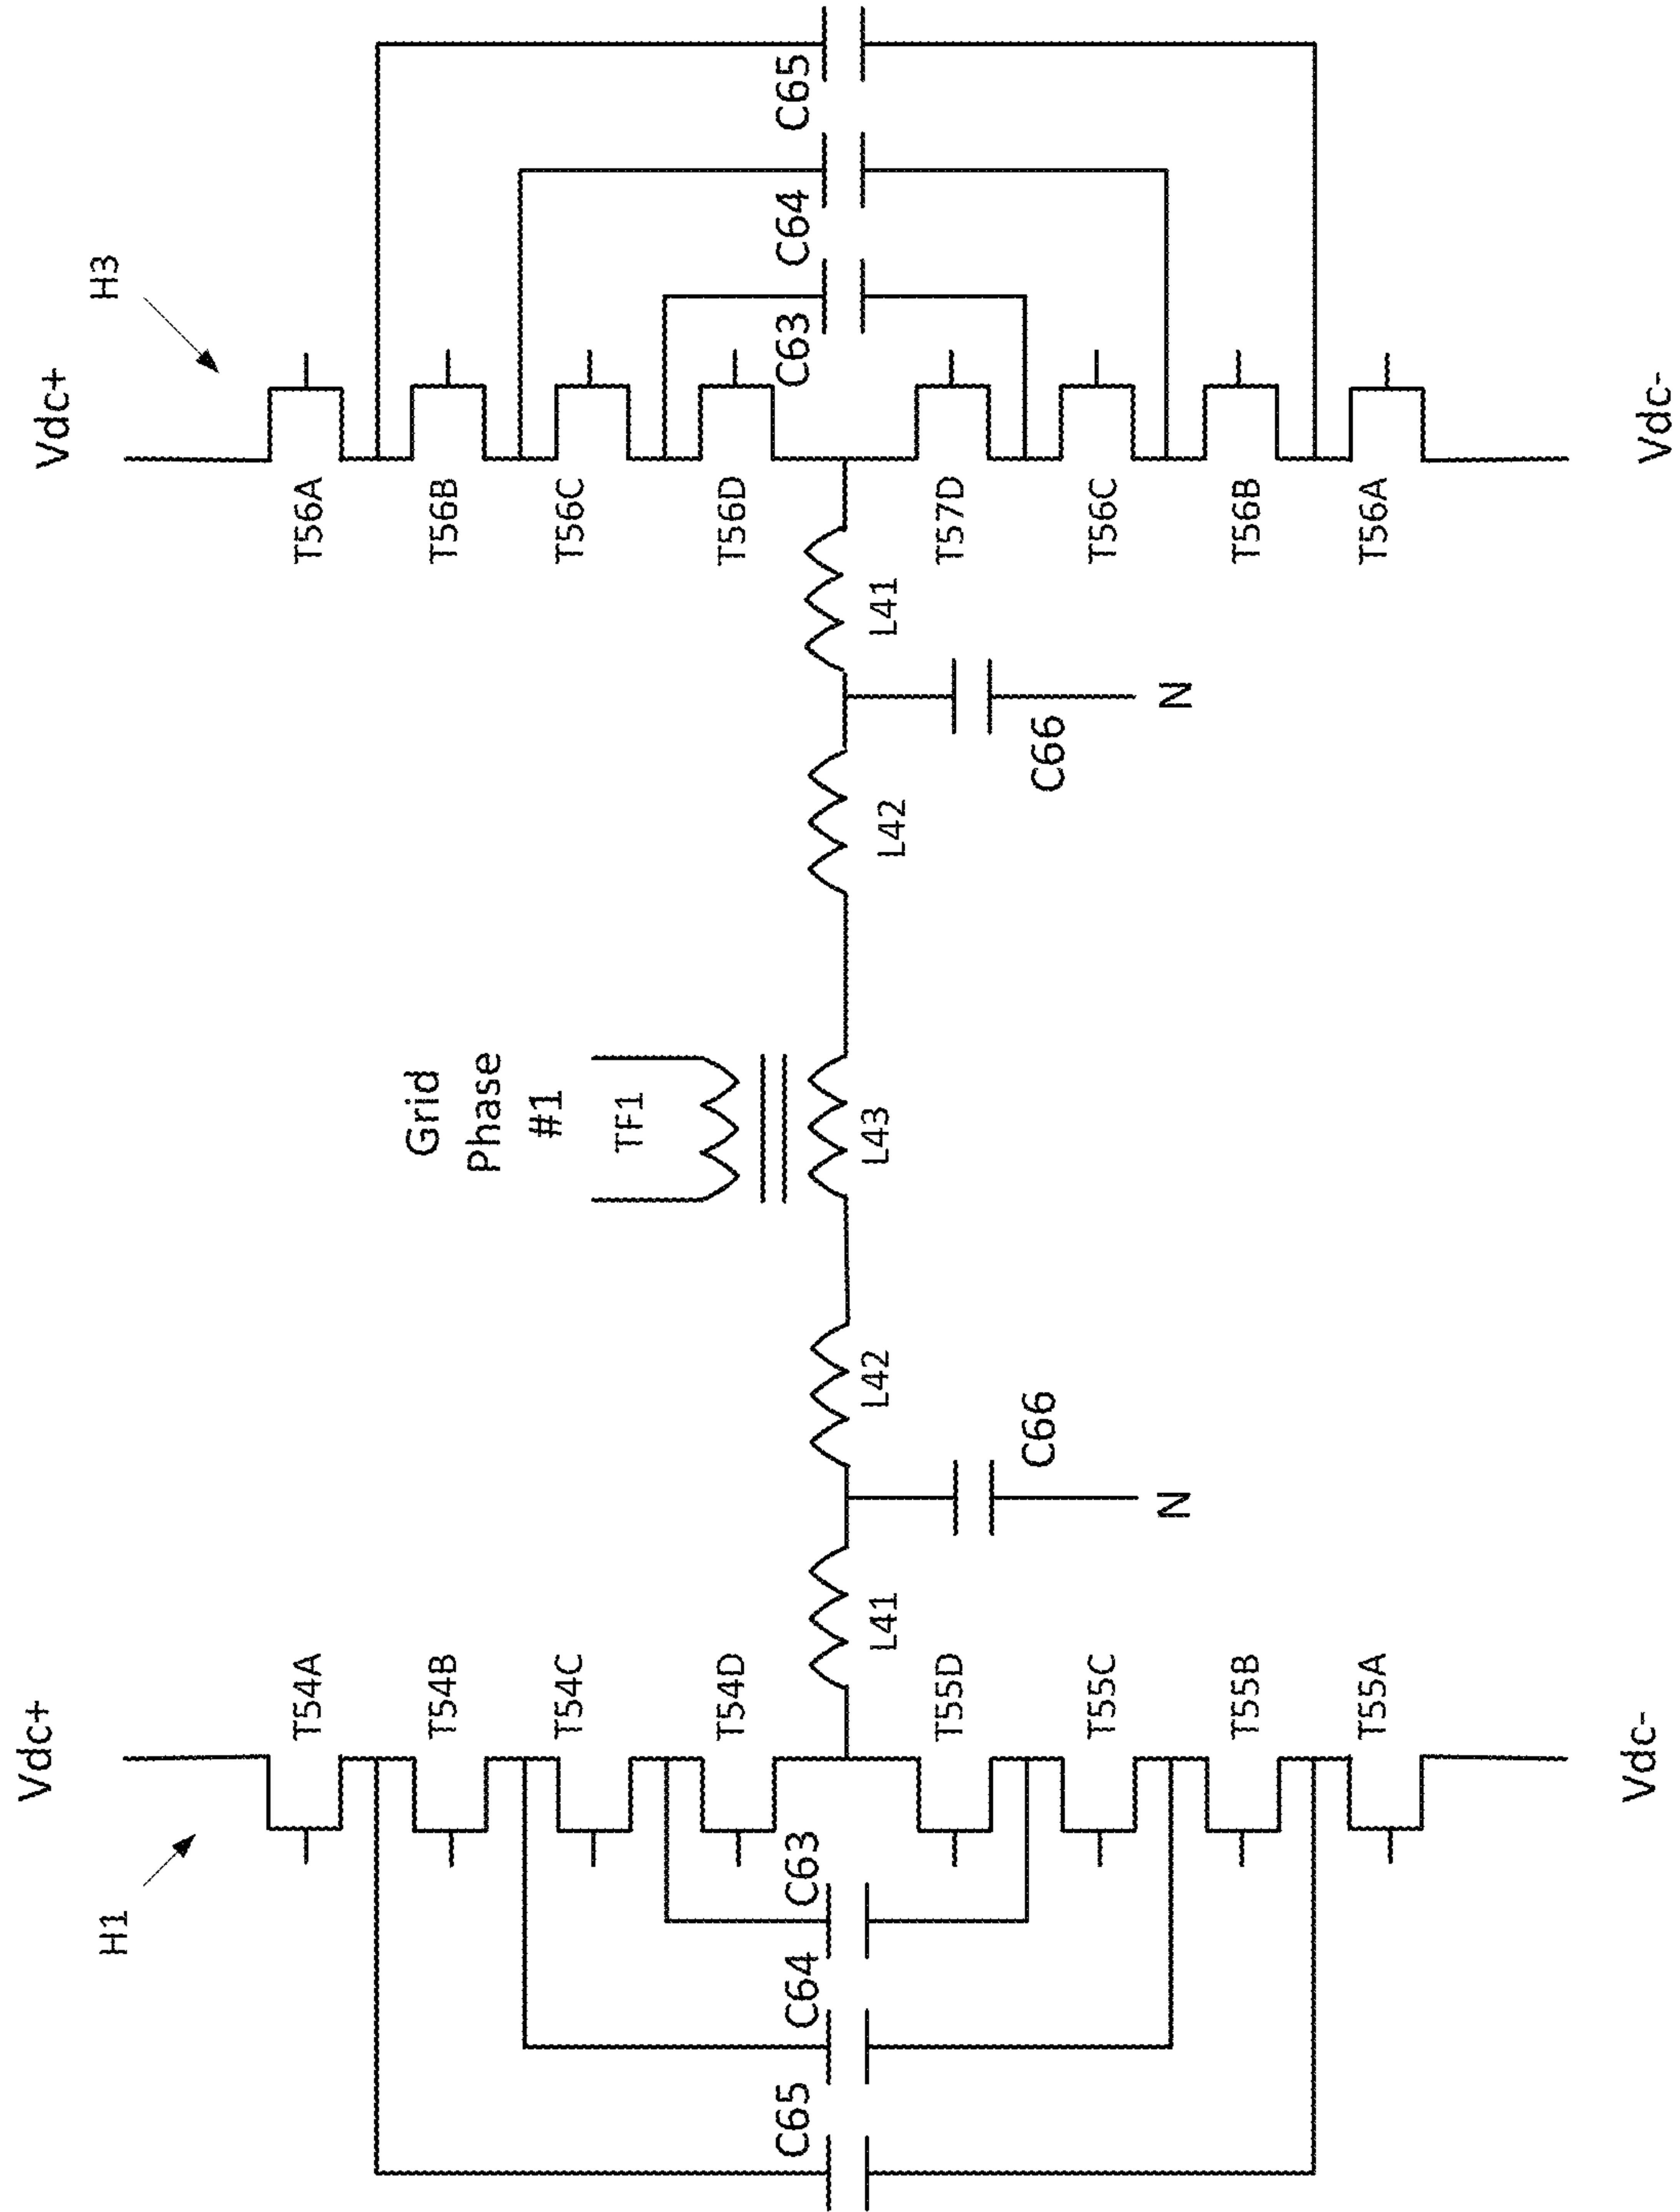 Vdc+
Vdc+
H1
H3
T54A
T54B
T54C
T54D
T55D
T55C
T55B
T55A
C65
C64
C63
L41
C66
N
L42
Grid
Phase
#1
TF1
L43
L42
C66
N
L41
T56A
T56B
T56C
T56D
T57D
T56C
T56B
T56A
C63
C64
C65
Vdc-
Vdc-